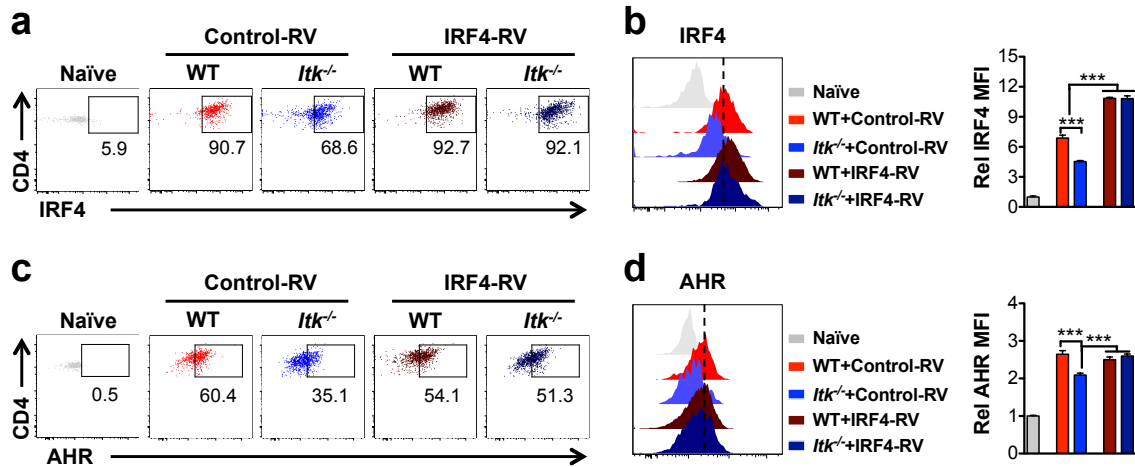 a
Control-RV
IRF4-RV
Naïve
WT
Itk-/-
WT
Itk-/-
CD4
5.9
90.7
68.6
92.7
92.1
IRF4
b
IRF4
Naïve
WT+Control-RV
Itk-/-+Control-RV
WT+IRF4-RV
Itk-/-+IRF4-RV
Rel IRF4 MFI
15
12
9
6
3
0
***
***
c
Control-RV
IRF4-RV
Naïve
WT
Itk-/-
WT
Itk-/-
CD4
0.5
60.4
35.1
54.1
51.3
AHR
d
AHR
Naïve
WT+Control-RV
Itk-/-+Control-RV
WT+IRF4-RV
Itk-/-+IRF4-RV
Rel AHR MFI
4
3
2
1
0
***
***